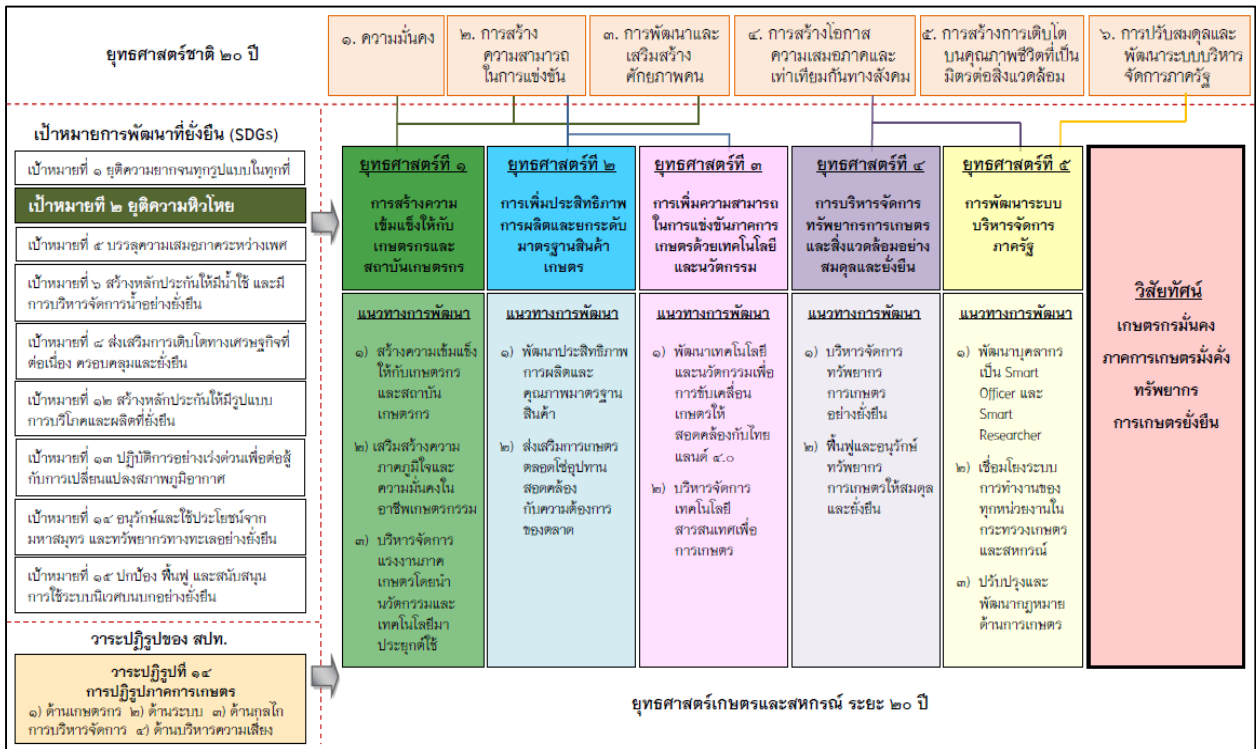 ยุทธศาสตร์ชาติ ๒๐ ปี
๑. ความมั่นคง
๒. การสร้าง
ความสามารถ
ในการแข่งขัน
๓. การพัฒนาและ
เสริมสร้าง
ศักยภาพคน
๔. การสร้างโอกาส
ความเสมอภาคและ
เท่าเทียมกันทางสังคม
๕. การสร้างการเติบโต
บนคุณภาพชีวิตที่เป็น
มิตรต่อสิ่งแวดล้อม
๖. การปรับสมดุลและ
พัฒนาระบบบริหาร
จัดการภาครัฐ
เป้าหมายการพัฒนาที่ยั่งยืน (SDGs)
เป้าหมายที่ ๑ ยุติความยากจนทุกรูปแบบในทุกที่
เป้าหมายที่ ๒ ยุติความหิวโหย
เป้าหมายที่ ๕ บรรลุความเสมอภาคระหว่างเพศ
เป้าหมายที่ ๖ สร้างหลักประกันให้มีน้ำใช้ และมี
การบริหารจัดการน้ำอย่างยั่งยืน
เป้าหมายที่ ๘ ส่งเสริมการเติบโตทางเศรษฐกิจที่
ต่อเนื่อง ครอบคลุมและยั่งยืน
เป้าหมายที่ ๑๒ สร้างหลักประกันให้มีรูปแบบ
การบริโภคและผลิตที่ยั่งยืน
เป้าหมายที่ ๑๓ ปฏิบัติการอย่างเร่งด่วนเพื่อต่อสู้
กับการเปลี่ยนแปลงสภาพภูมิอากาศ
เป้าหมายที่ ๑๔ อนุรักษ์และใช้ประโยชน์จาก
มหาสมุทร และทรัพยากรทางทะเลอย่างยั่งยืน
เป้าหมายที่ ๑๕ ปกป้อง ฟื้นฟู และสนับสนุน
การใช้ระบบนิเวศบนบกอย่างยั่งยืน
วาระปฏิรูปของ สปท.
วาระปฏิรูปที่ ๑๔
การปฏิรูปภาคการเกษตร
๑) ด้านเกษตรกร ๒) ด้านระบบ ๓) ด้านกลไก
การบริหารจัดการ ๔) ด้านบริหารความเสี่ยง
ยุทธศาสตร์ที่ ๑
การสร้างความ
เข้มแข็งให้กับ
เกษตรกรและ
สถาบันเกษตรกร
แนวทางการพัฒนา
๑) สร้างความเข้มแข็ง
ให้กับเกษตรกร
และสถาบัน
เกษตรกร
๒) เสริมสร้างความ
ภาคภูมิใจและ
ความมั่นคงใน
อาชีพเกษตรกรรม
๓) บริหารจัดการ
แรงงานภาค
เกษตรโดยนำ
นวัตกรรมและ
เทคโนโลยีมา
ประยุกต์ใช้
ยุทธศาสตร์ที่ ๒
การเพิ่มประสิทธิภาพ
การผลิตและยกระดับ
มาตรฐานสินค้า
เกษตร
แนวทางการพัฒนา
๑) พัฒนาประสิทธิภาพ
การผลิตและ
คุณภาพมาตรฐาน
สินค้า
๒) ส่งเสริมการเกษตร
ตลอดโซ่อุปทาน
สอดคล้อง
กับความต้องการ
ของตลาด
ยุทธศาสตร์ที่ ๓
การเพิ่มความสามารถ
ในการแข่งขันภาคการ
เกษตรด้วยเทคโนโลยี
และนวัตกรรม
แนวทางการพัฒนา
๑) พัฒนาเทคโนโลยี
และนวัตกรรมเพื่อ
การขับเคลื่อน
เกษตรให้
สอดคล้องกับไทย
แลนด์ ๔.๐
๒) บริหารจัดการ
เทคโนโลยี
สารสนเทศเพื่อ
การเกษตร
ยุทธศาสตร์ที่ ๔
การบริหารจัดการ
ทรัพยากรการเกษตร
และสิ่งแวดล้อมอย่าง
สมดุลและยั่งยืน
แนวทางการพัฒนา
๑) บริหารจัดการ
ทรัพยากร
การเกษตร
อย่างยั่งยืน
๒) ฟื้นฟูและอนุรักษ์
ทรัพยากร
การเกษตรให้สมดุล
และยั่งยืน
ยุทธศาสตร์ที่ ๕
การพัฒนาระบบ
บริหารจัดการ
ภาครัฐ
แนวทางการพัฒนา
๑) พัฒนาบุคลากร
เป็น Smart
Officer และ
Smart
Researcher
๒) เชื่อมโยงระบบ
การทำงานของ
ทุกหน่วยงานใน
กระทรวงเกษตร
และสหกรณ์
๓) ปรับปรุงและ
พัฒนากฎหมาย
ด้านการเกษตร
วิสัยทัศน์
เกษตรกรมั่นคง
ภาคการเกษตรมั่งคั่ง
ทรัพยากร
การเกษตรยั่งยืน
ยุทธศาสตร์เกษตรและสหกรณ์ ระยะ ๒๐ ปี